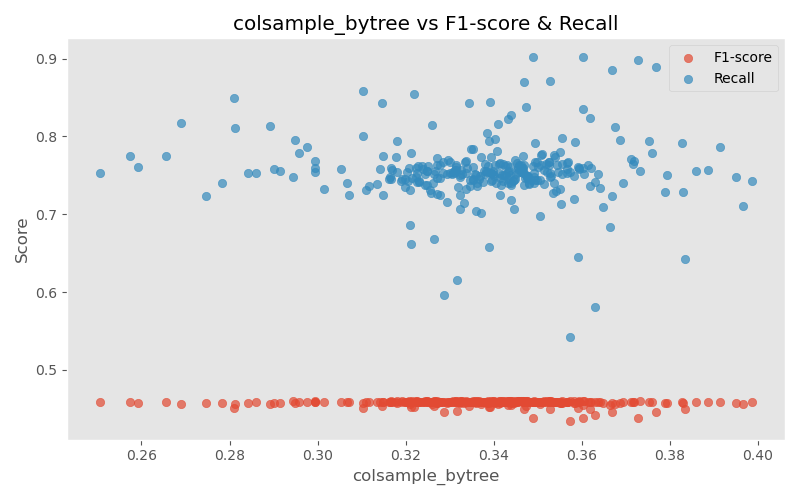 colsample_bytree vs F1-score & Recall
F1-score
Recall
Score
0.9
0.8
0.7
0.6
0.5
0.26 0.28 0.30 0.32 0.34 0.36 0.38 0.40
colsample_bytree